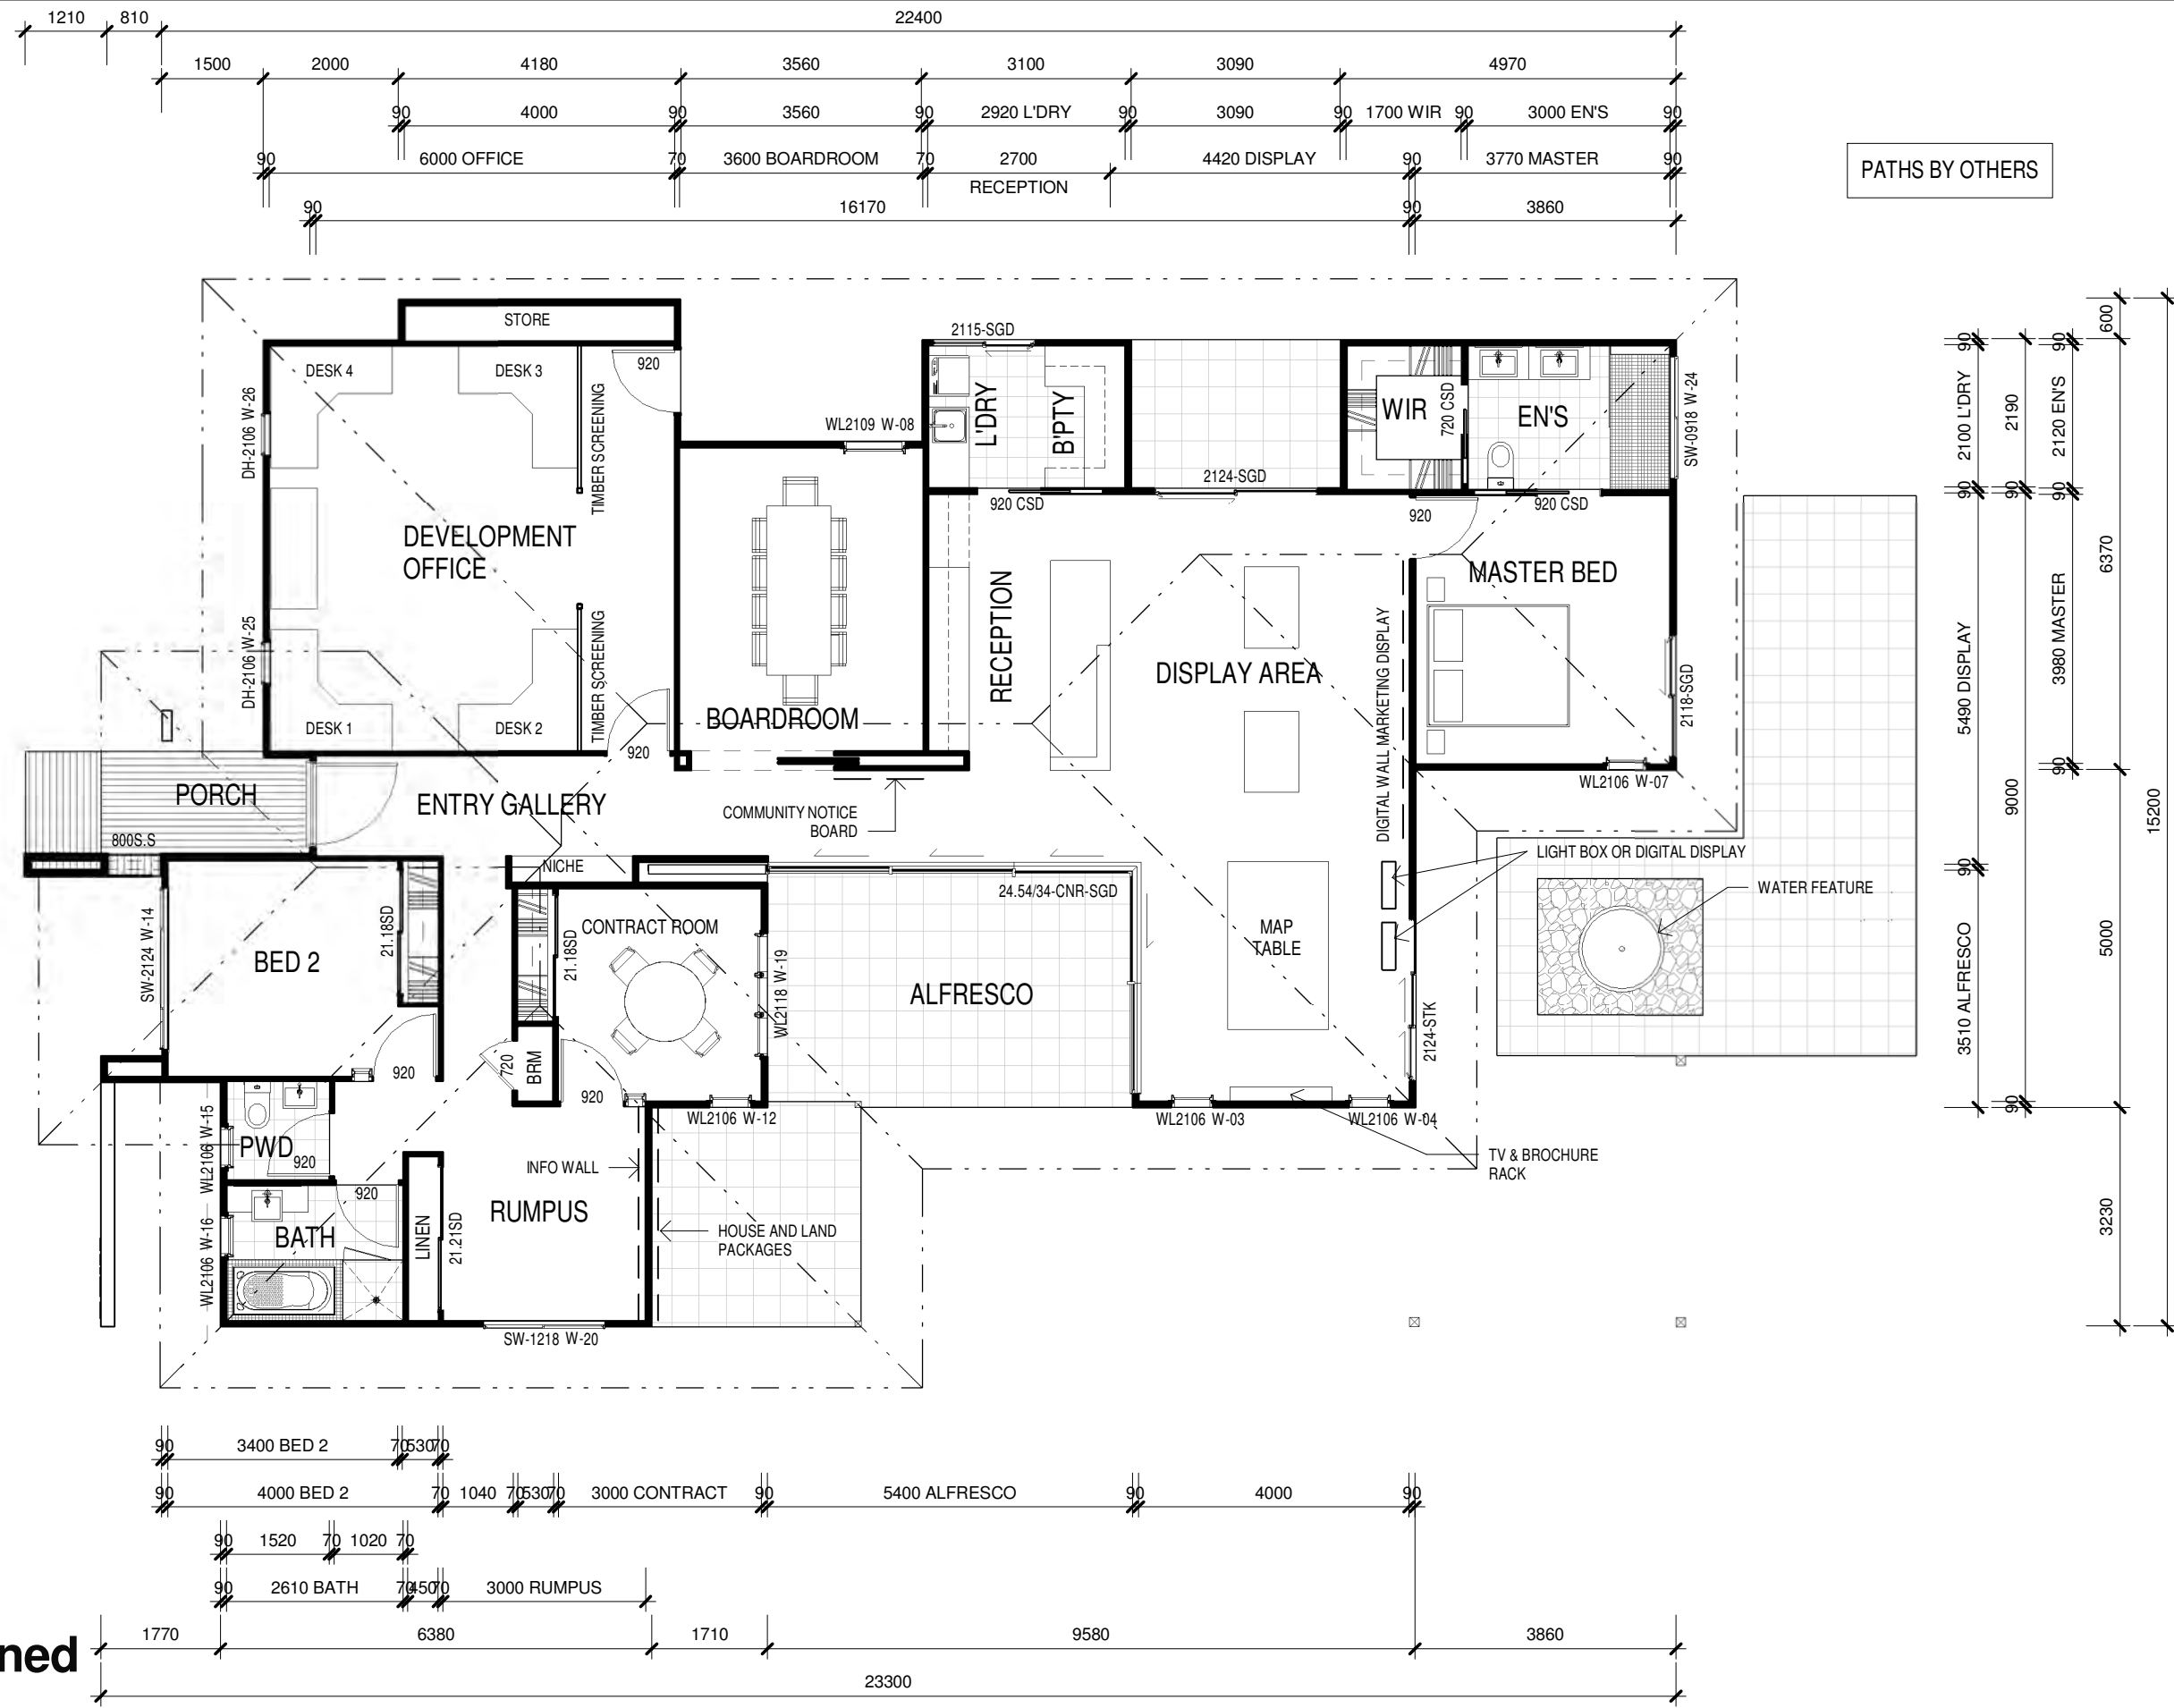 1210 810 22400
1500 2000 4180 3560 3100 3090 4970
90 4000 90 3560 90 2920 L'DRY 90 3090 90 1700 WIR 90 3000 EN'S 90
90 6000 OFFICE 70 3600 BOARDROOM 70 2700 4420 DISPLAY 90 3770 MASTER 90
RECEPTION
90 16170 90 3860
PATHS BY OTHERS
STORE
2115-SGD
DESK 4
DESK 3
920
TIMBER SCREENING
DH-2106 W-26
WL2109 W-08
L'DRY
B'PTY
2124-SGD
WIR
720 CSD
EN'S
SW-0918 W-24
920 CSD
920
920 CSD
DEVELOPMENT
OFFICE
MASTER BED
RECEPTION
DISPLAY AREA
DIGITAL WALL MARKETING DISPLAY
2118-SGD
DH-2106 W-25
TIMBER SCREENING
DESK 1
DESK 2
920
BOARDROOM
WL2106 W-07
PORCH
ENTRY GALLERY
COMMUNITY NOTICE
BOARD
800S.S
NICHE
LIGHT BOX OR DIGITAL DISPLAY
WATER FEATURE
24.54/34-CNR-SGD
CONTRACT ROOM
MAP
TABLE
SW-2124 W-14
BED 2
21.18SD
21.18SD
WL2118 W-19
ALFRESCO
2124-STK
920
720
BRM
920
WL2106 W-12
WL2106 W-03
WL2106 W-04
WL2106 W-15
PWD
920
INFO WALL
TV & BROCHURE
RACK
920
RUMPUS
BATH
LINEN
21.21SD
WL2106 W-16
HOUSE AND LAND
PACKAGES
SW-1218 W-20
90 2100 L'DRY 90 5490 DISPLAY 90 3510 ALFRESCO
2190 90 9000 90
90 2120 EN'S 90 3980 MASTER 90
600 6370 5000 3230
15200
90 3400 BED 2 70 530 70
90 4000 BED 2 70 1040 70 530 70 3000 CONTRACT 90 5400 ALFRESCO 90 4000 90
90 1520 70 1020 70
90 2610 BATH 70 450 70 3000 RUMPUS
1770 6380 1710 9580 3860
ned
23300